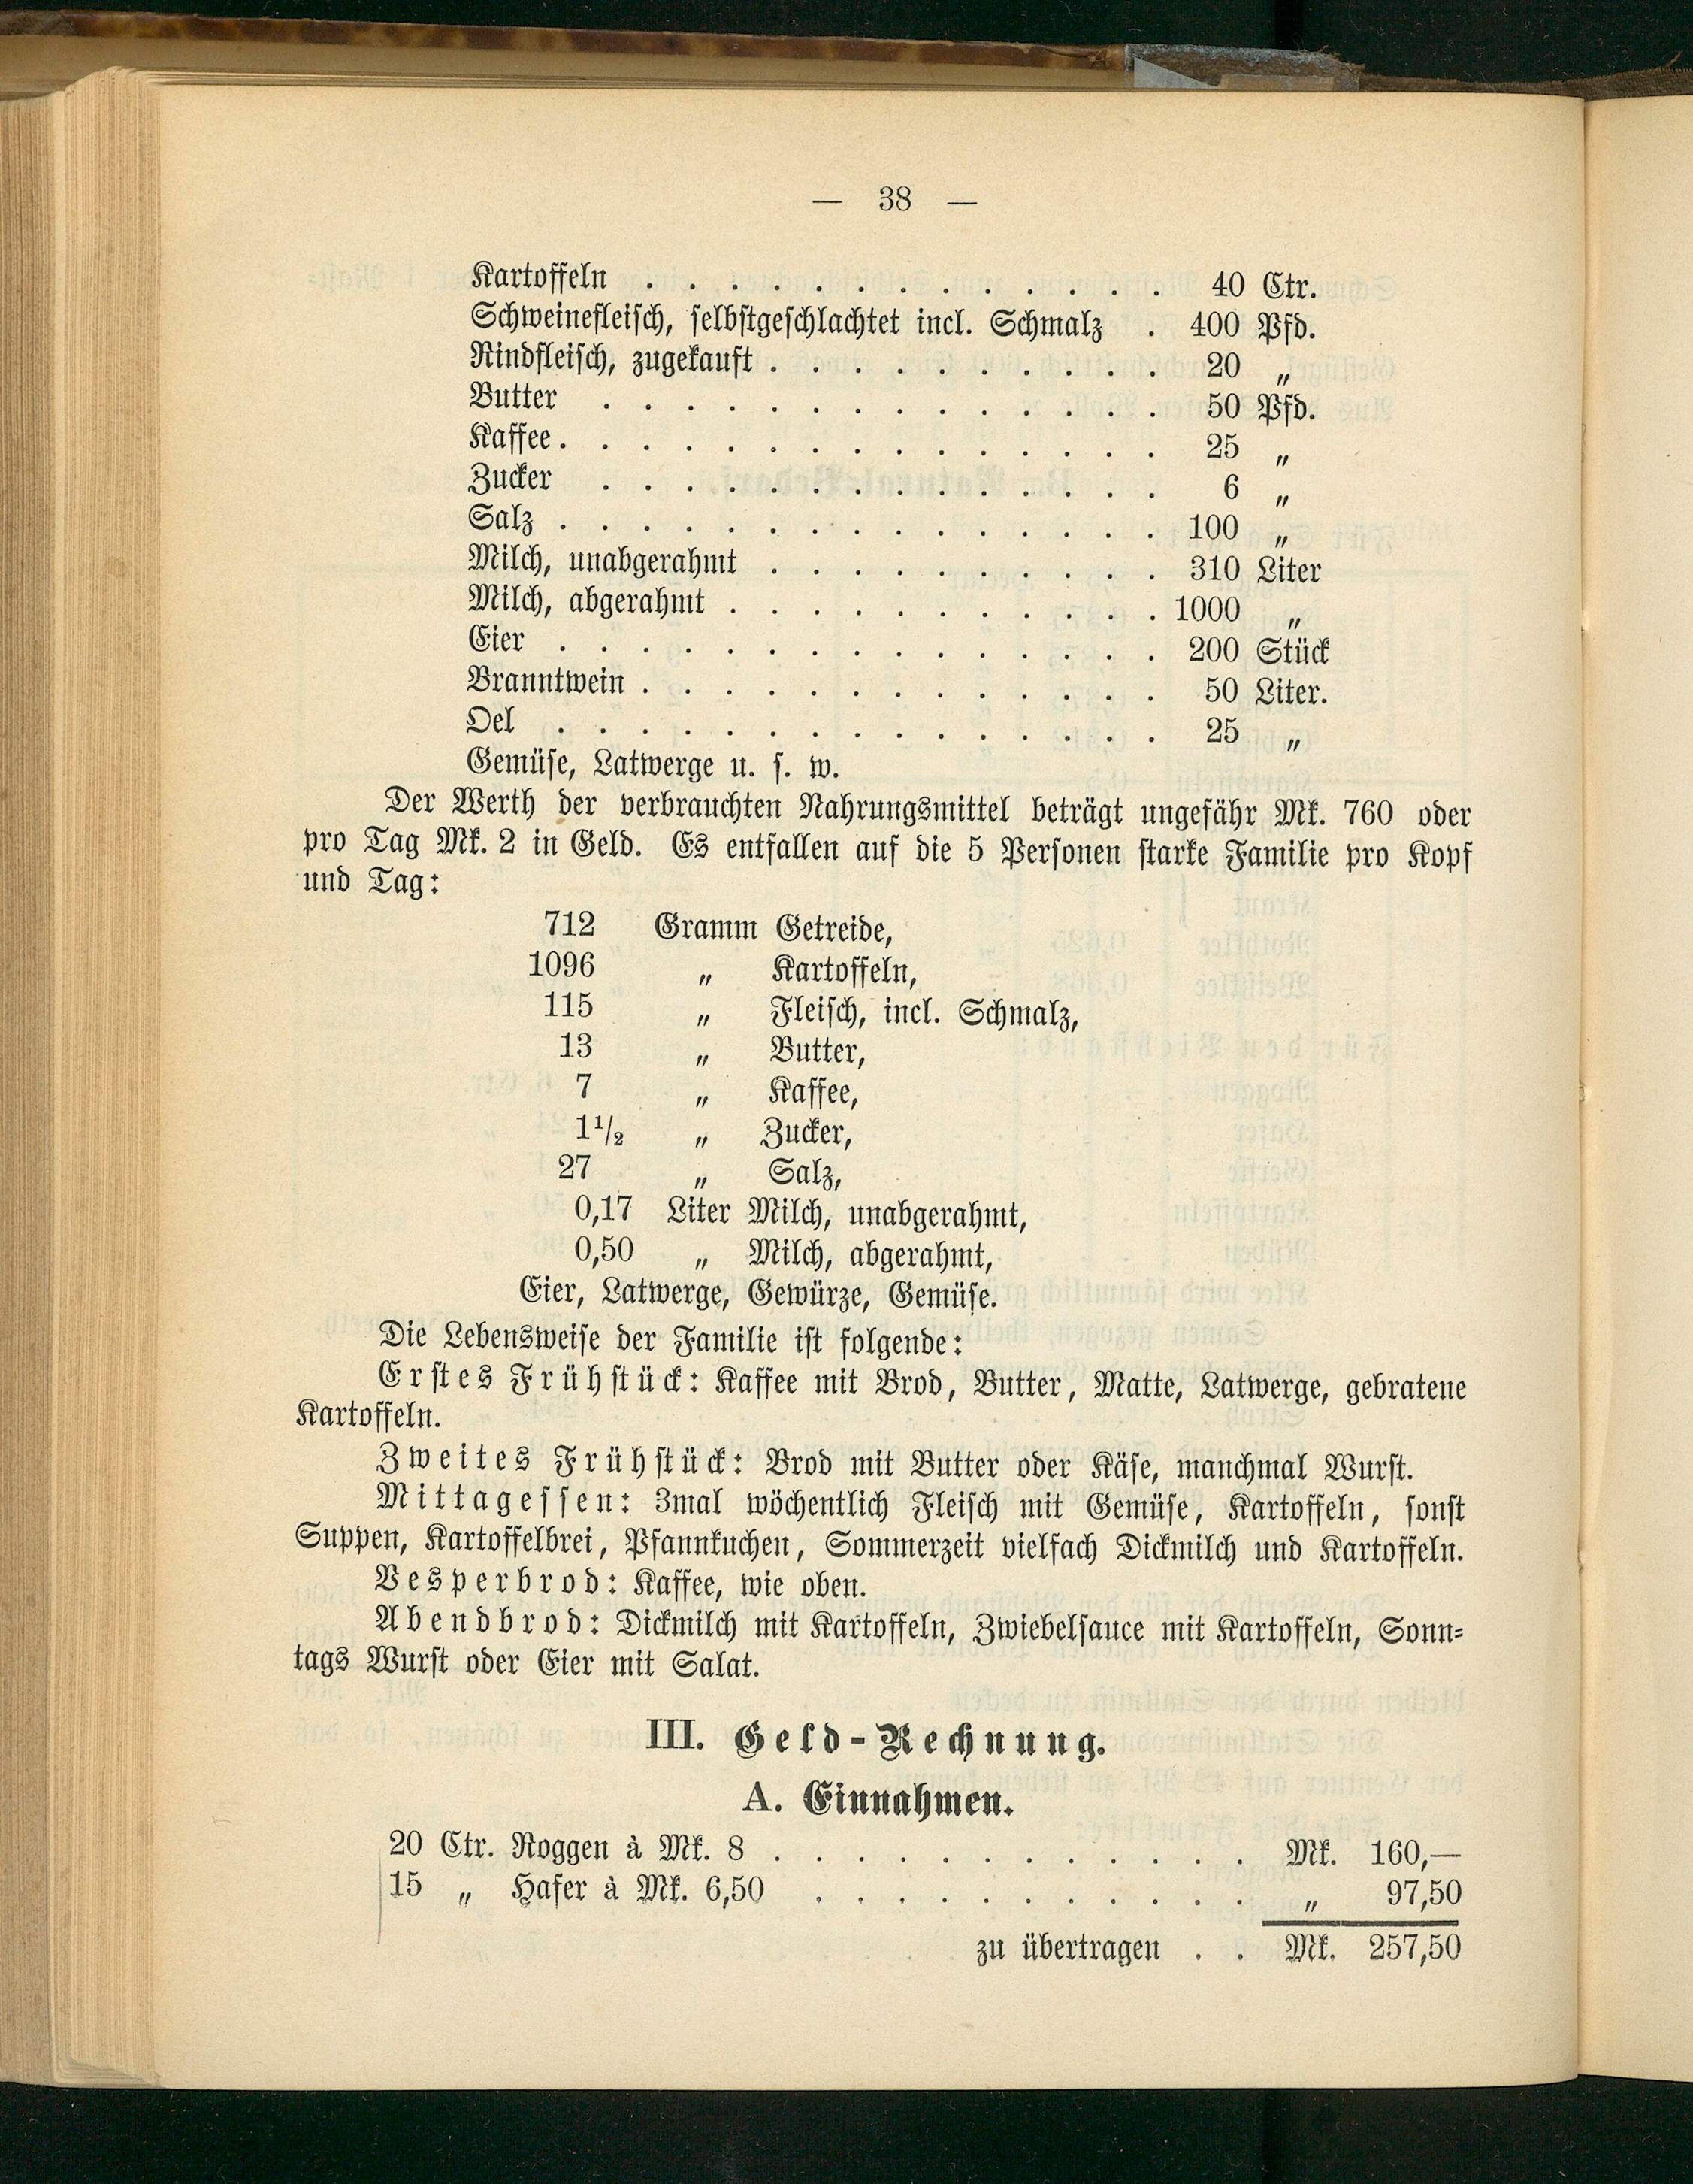 — 38 —
Kartoffeln . . . . . . . . . . . . . 40 Ctr.
Schweinefleisch, selbstgeschlachtet incl. Schmalz . 400 Pfd.
Rindfleisch, zugekauft . . . . . . . . . . 20 „
Butter . . . . . . . . . . . . . . 50 Pfd.
Kaffee. . . . . . . . . . . . . . . 25 „
Zucker . . . . . . . . . . . . . . 6 „
Salz . . . . . . . . . . . . . . . 100 „
Milch, unabgerahmt . . . . . . . . . . 310 Liter
Milch, abgerahmt . . . . . . . . . . . 1000 „
Eier . . . . . . . . . . . . . . . 200 Stück
Branntwein . . . . . . . . . . . . . 50 Liter.
Oel . . . . . . . . . . . . . . . 25 „
Gemüse, Latwerge u. s. w.
Der Werth der verbrauchten Nahrungsmittel beträgt ungefähr Mk. 760 oder
pro Tag Mk. 2 in Geld. Es entfallen auf die 5 Personen starke Familie pro Kopf
und Tag:
712 Gramm Getreide,
1096 „ Kartoffeln,
115 „ Fleisch, incl. Schmalz,
13 „ Butter,
7 „ Kaffee,
1½ „ Zucker,
27 „ Salz,
0,17 Liter Milch, unabgerahmt,
0,50 „ Milch, abgerahmt,
Eier, Latwerge, Gewürze, Gemüse.
Die Lebensweise der Familie ist folgende:
Erstes Frühstück: Kaffee mit Brod, Butter, Matte, Latwerge, gebratene
Kartoffeln.
Zweites Frühstück: Brod mit Butter oder Käse, manchmal Wurst.
Mittagessen: 3mal wöchentlich Fleisch mit Gemüse, Kartoffeln, sonst
Suppen, Kartoffelbrei, Pfannkuchen, Sommerzeit vielfach Dickmilch und Kartoffeln.
Vesperbrod: Kaffee, wie oben.
Abendbrod: Dickmilch mit Kartoffeln, Zwiebelsauce mit Kartoffeln, Sonn-
tags Wurst oder Eier mit Salat.
III. Geld-Rechnung.
A. Einnahmen.
20 Ctr. Roggen à Mk. 8 . . . . . . . . . . . . Mk. 160,—
15 „ Hafer à Mk. 6,50 . . . . . . . . . . . „ 97,50
zu übertragen . . Mk. 257,50